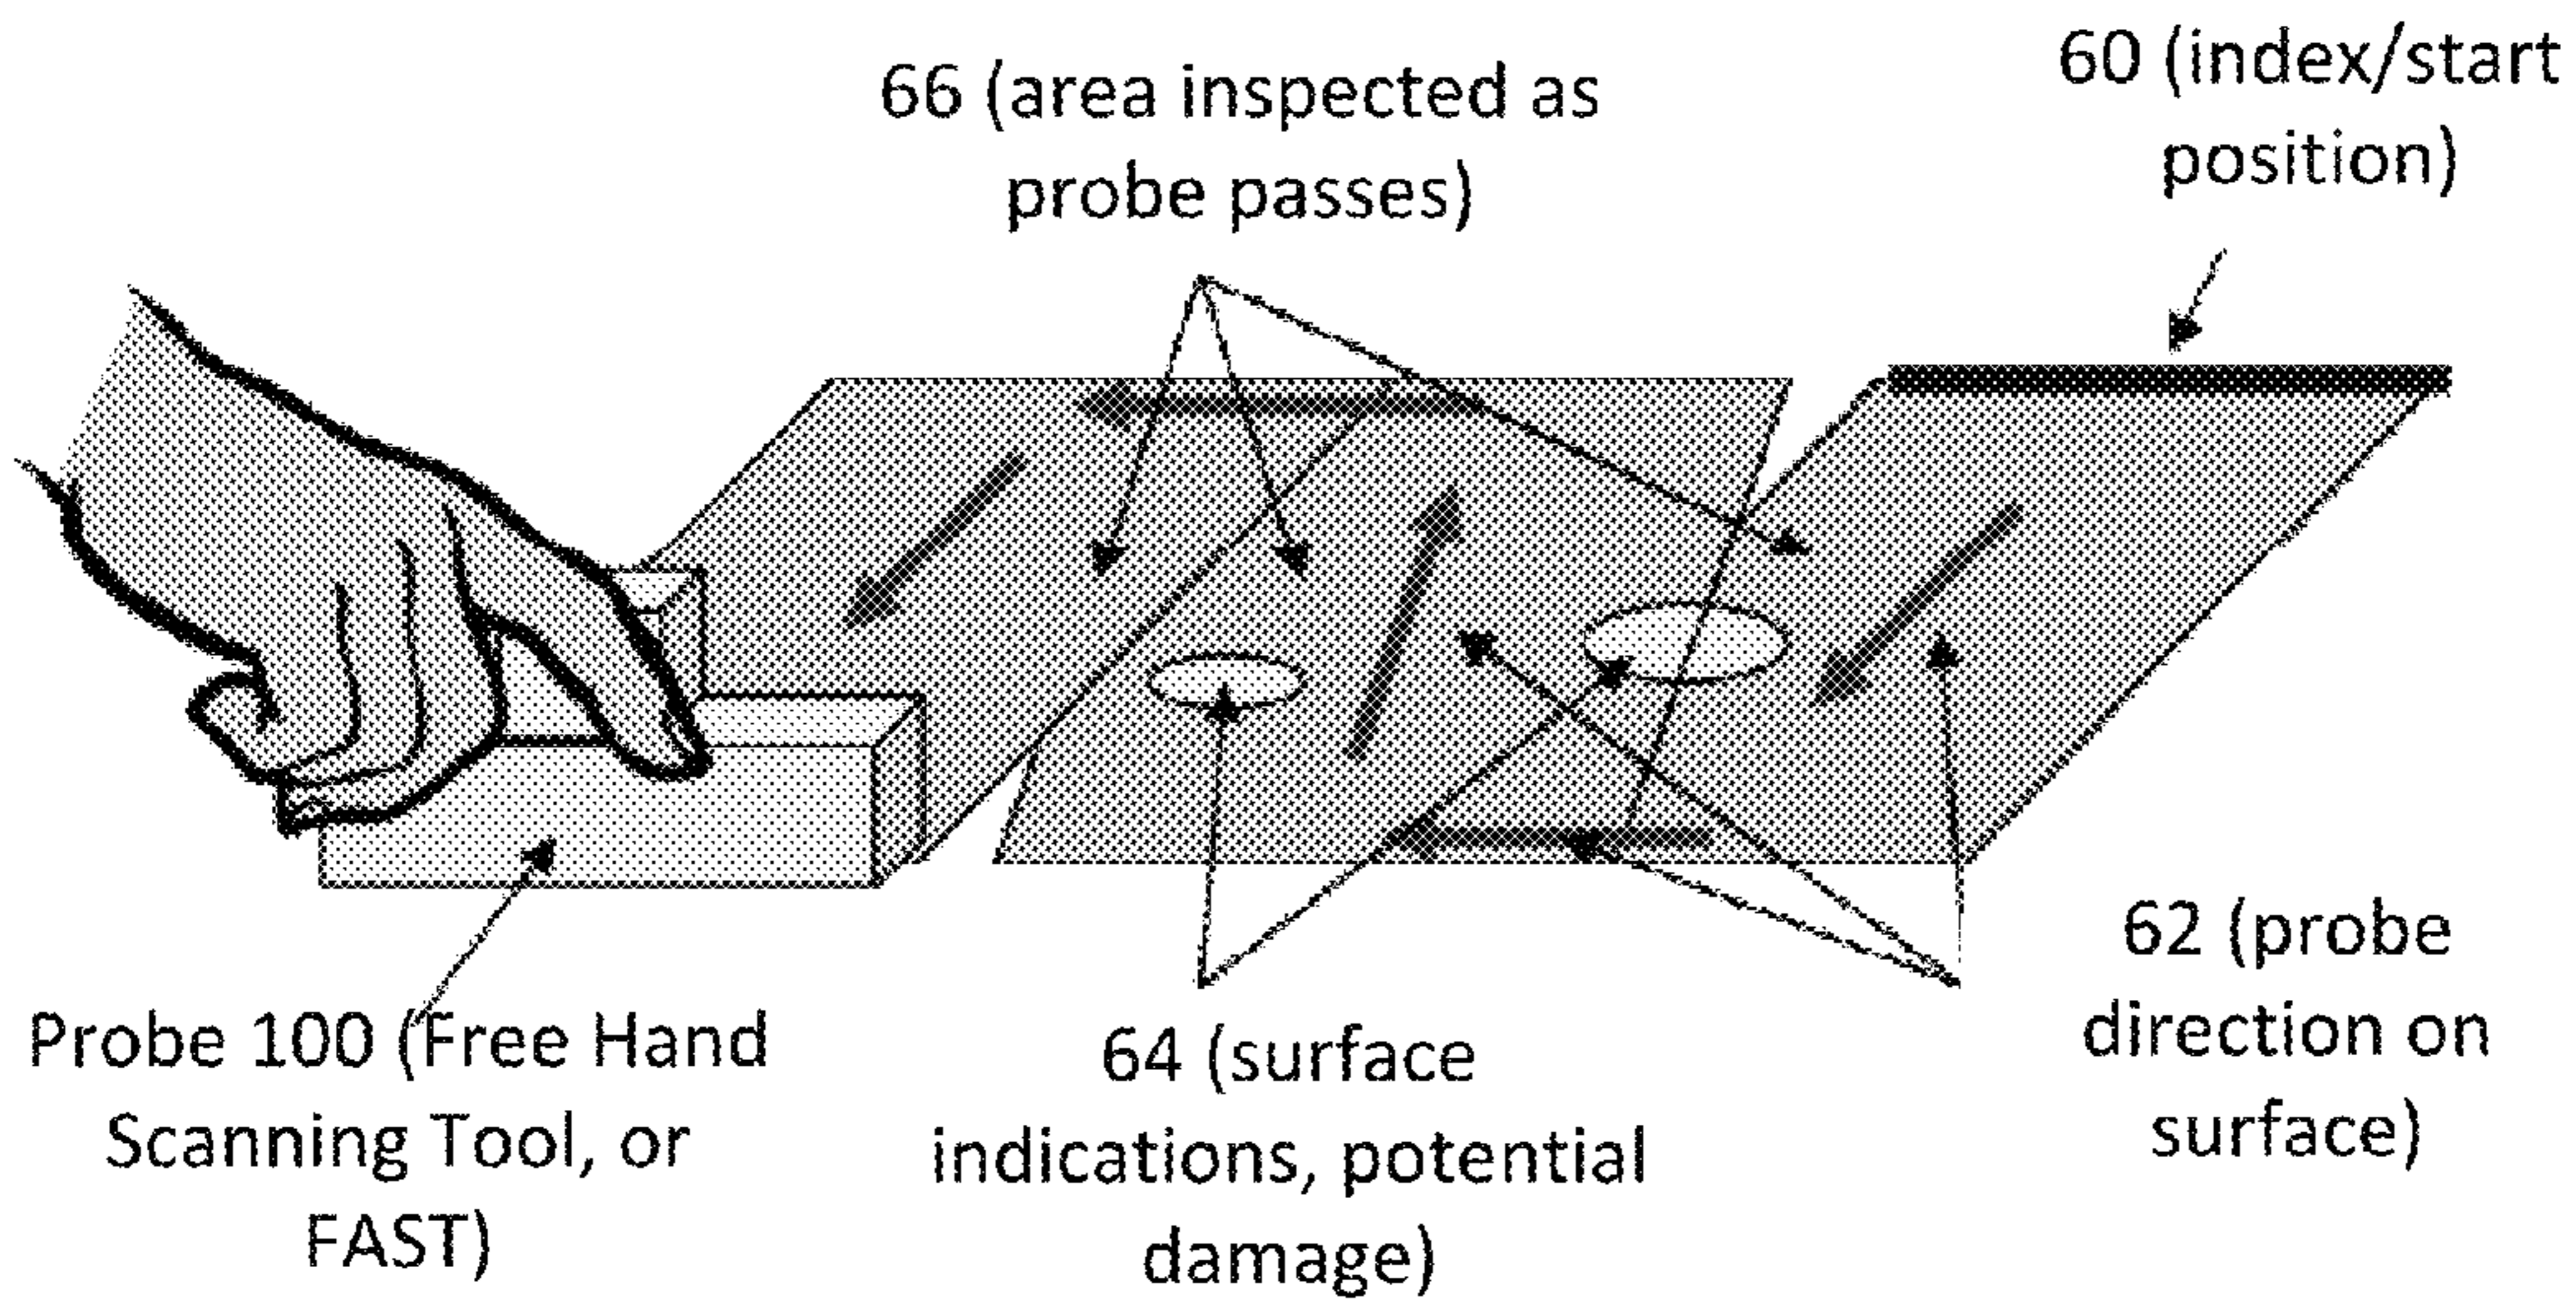 66 (area inspected as
probe passes)
60 (index/start
position)
Probe 100 (Free Hand
Scanning Tool, or
FAST)
64 (surface
indications, potential
damage)
62 (probe
direction on
surface)